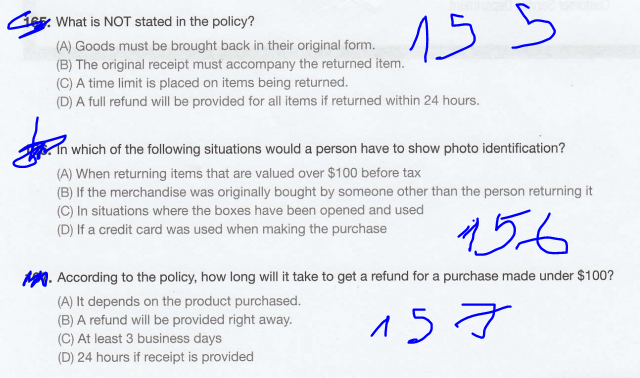 165. What is NOT stated in the policy?
155
(A) Goods must be brought back in their original form.
(B) The original receipt must accompany the returned item.
(C) A time limit is placed on items being returned.
(D) A full refund will be provided for all items if returned within 24 hours.
In which of the following situations would a person have to show photo identification?
(A) When returning items that are valued over $100 before tax
(B) If the merchandise was originally bought by someone other than the person returning it
(C) In situations where the boxes have been opened and used
(D) If a credit card was used when making the purchase
156
According to the policy, how long will it take to get a refund for a purchase made under $100?
(A) It depends on the product purchased.
(B) A refund will be provided right away.
(C) At least 3 business days
157
(D) 24 hours if receipt is provided